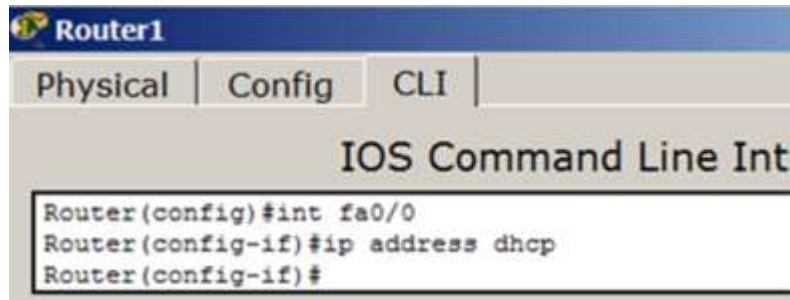 Router1
Physical Config CLI
IOS Command Line Int
Router(config)#int fa0/0
Router(config-if)#ip address dhcp
Router(config-if)#